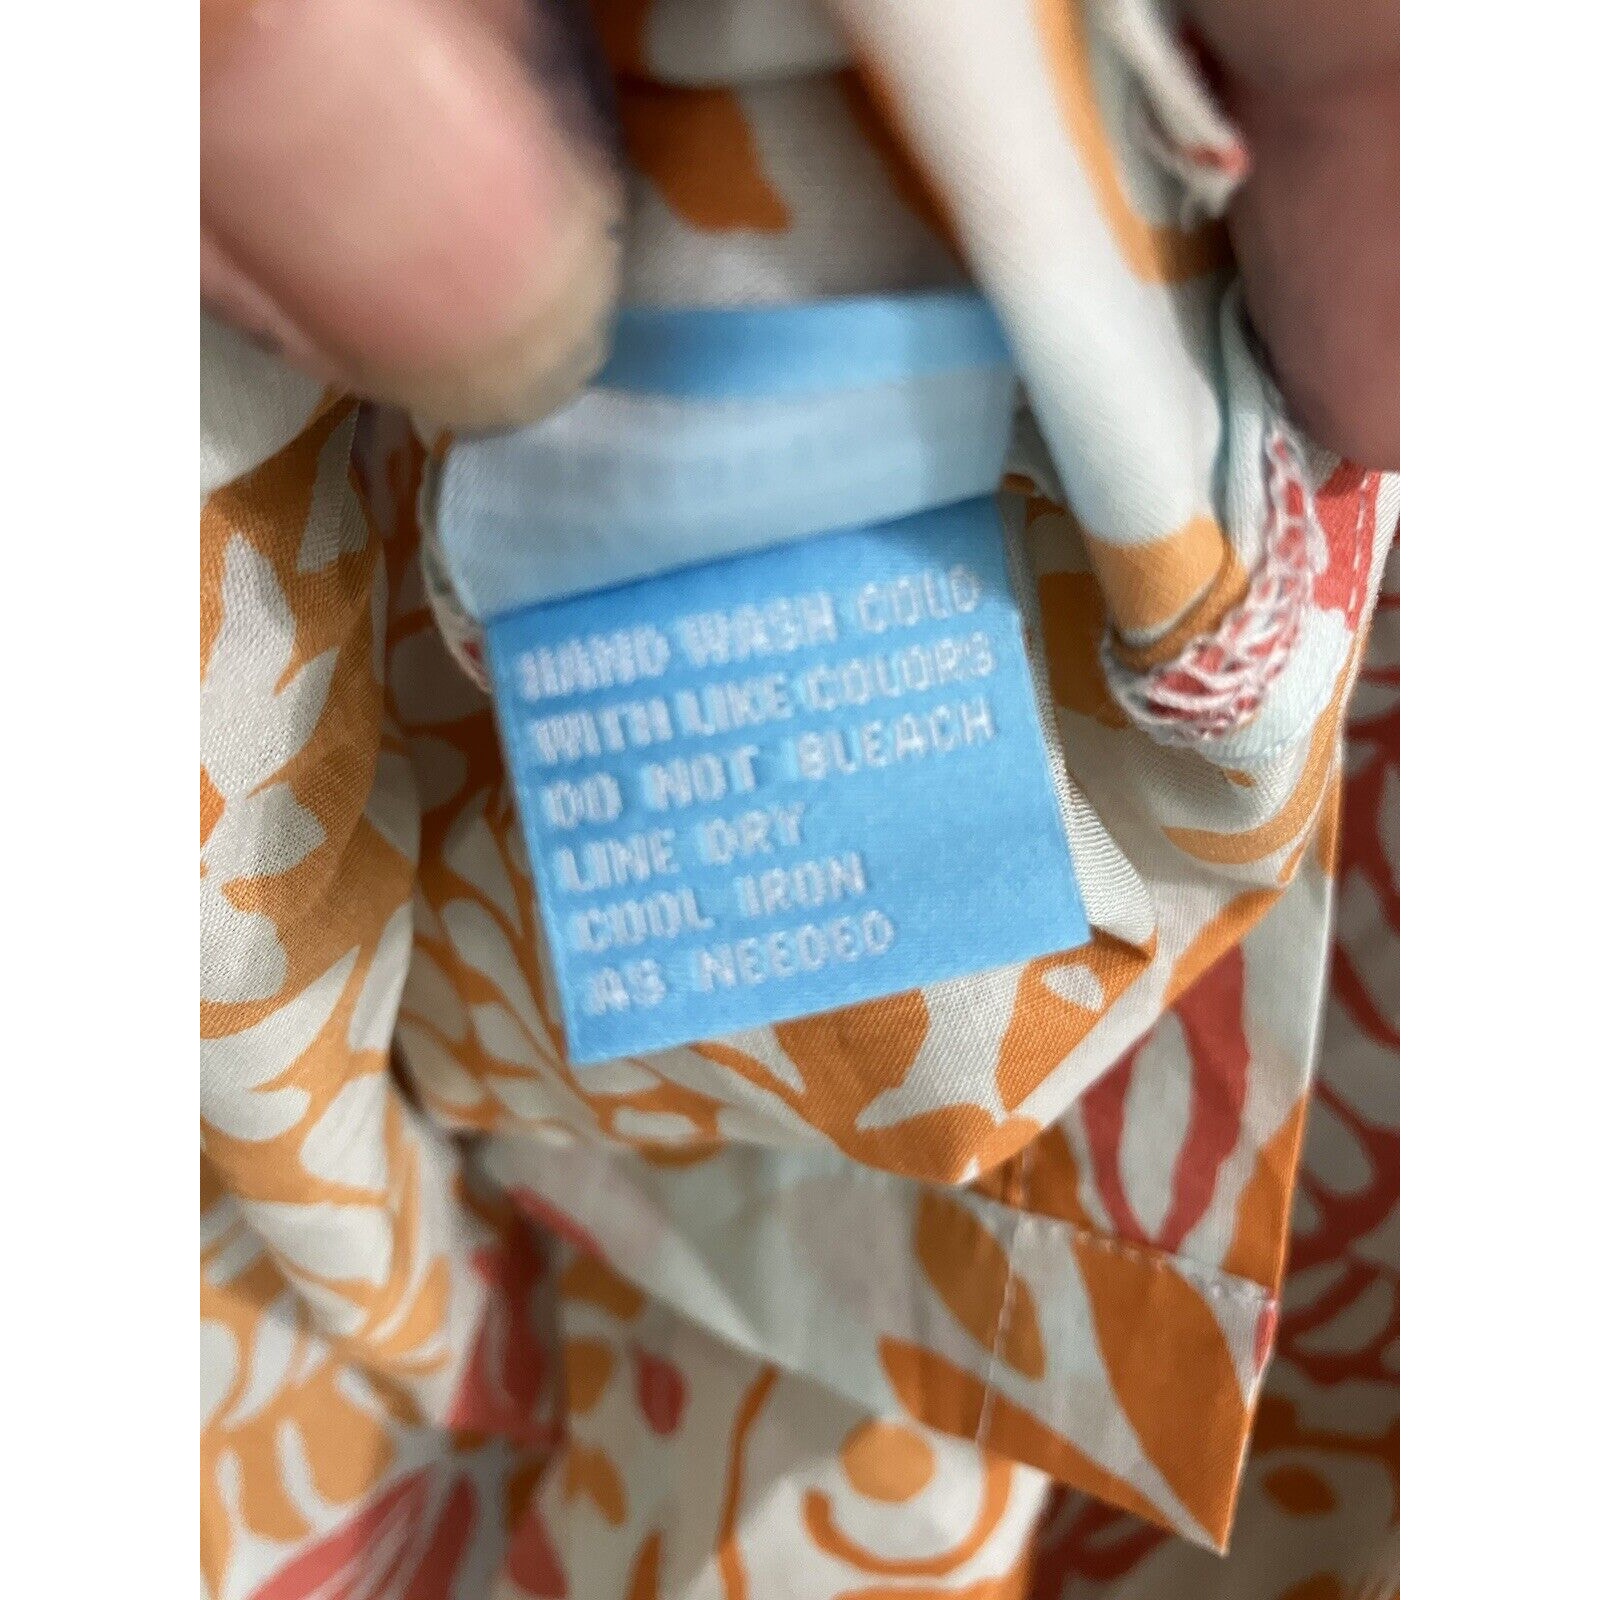 HAND WASH COLD
WITH LIKE COLORS
DO NOT BLEACH
LINE DRY
COOL IRON
AS NEEDED